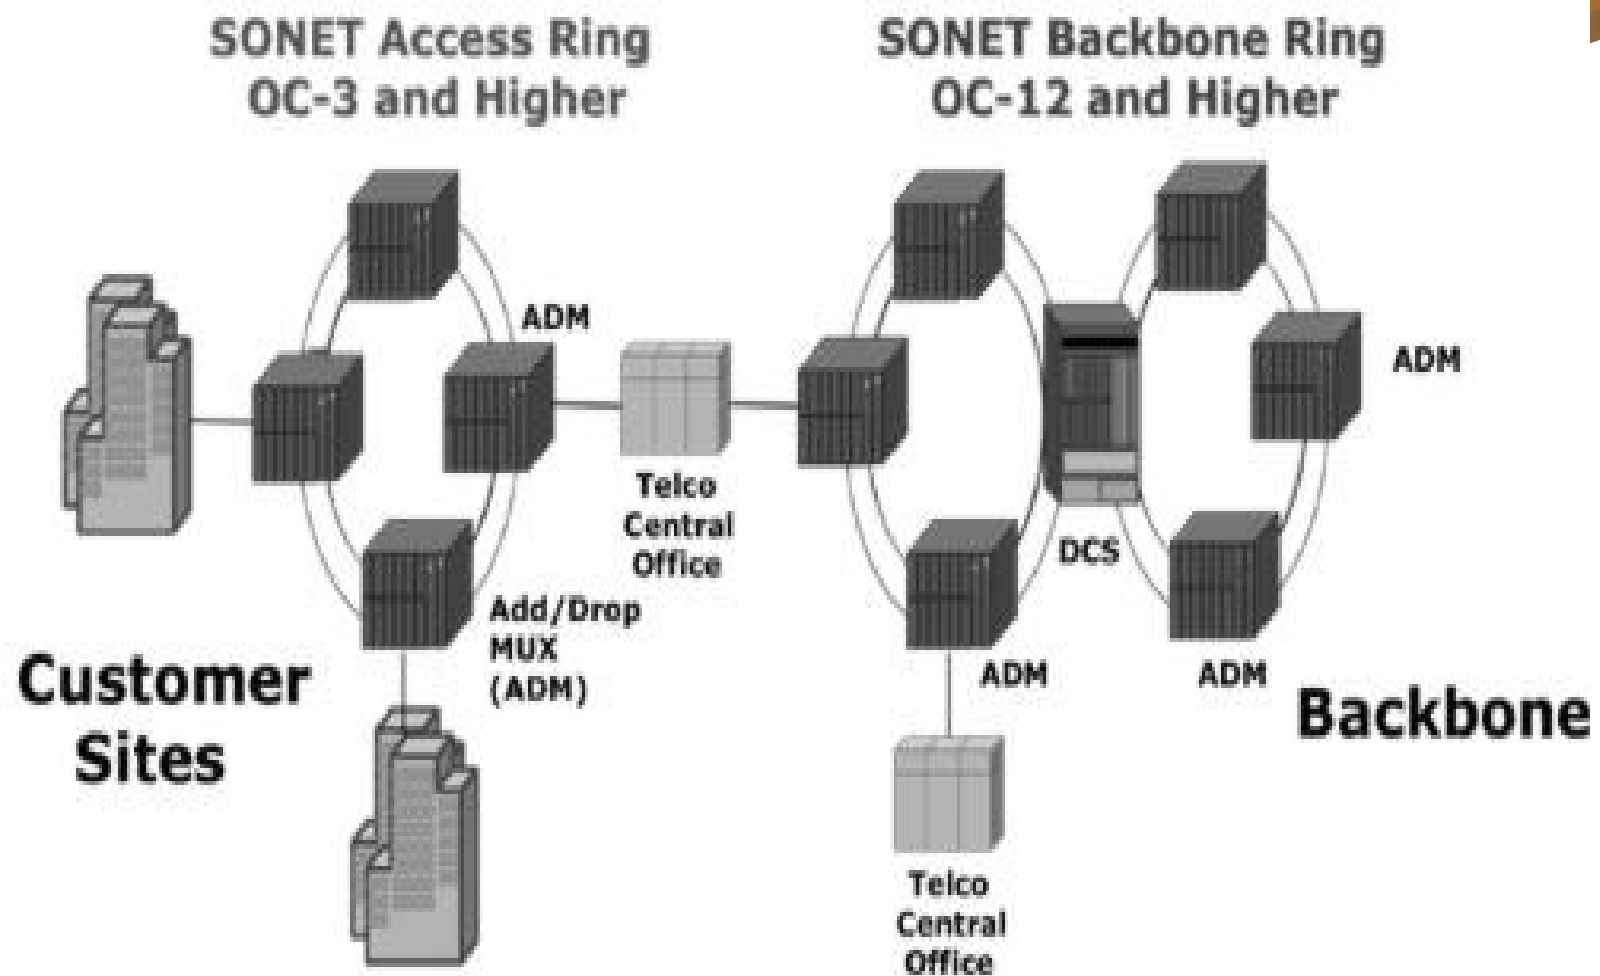 SONET Access Ring
OC-3 and Higher
SONET Backbone Ring
OC-12 and Higher
ADM
ADM
Telco
Central
Office
DCS
Add/Drop
MUX
(ADM)
ADM
ADM
Customer
Sites
Backbone
Telco
Central
Office